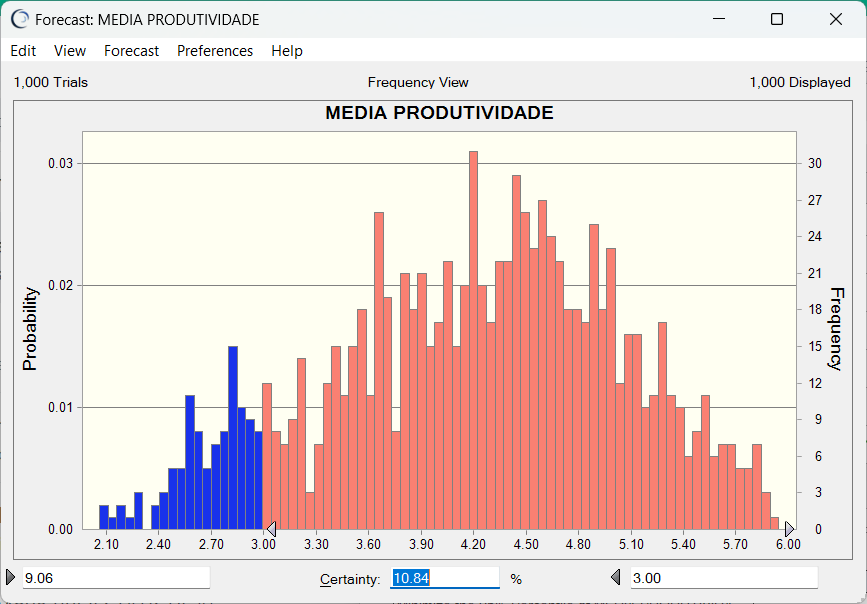 Forecast: MEDIA PRODUTIVIDADE
Edit View Forecast Preferences Help
1,000 Trials Frequency View 1,000 Displayed
MEDIA PRODUTIVIDADE
Probability
0.03
0.02
0.01
0.00
30
27
24
21
18
15
12
9
6
3
0
Frequency
2.10 2.40 2.70 3.00 3.30 3.60 3.90 4.20 4.50 4.80 5.10 5.40 5.70 6.00
9.06 Certainty: 10.84 % 3.00